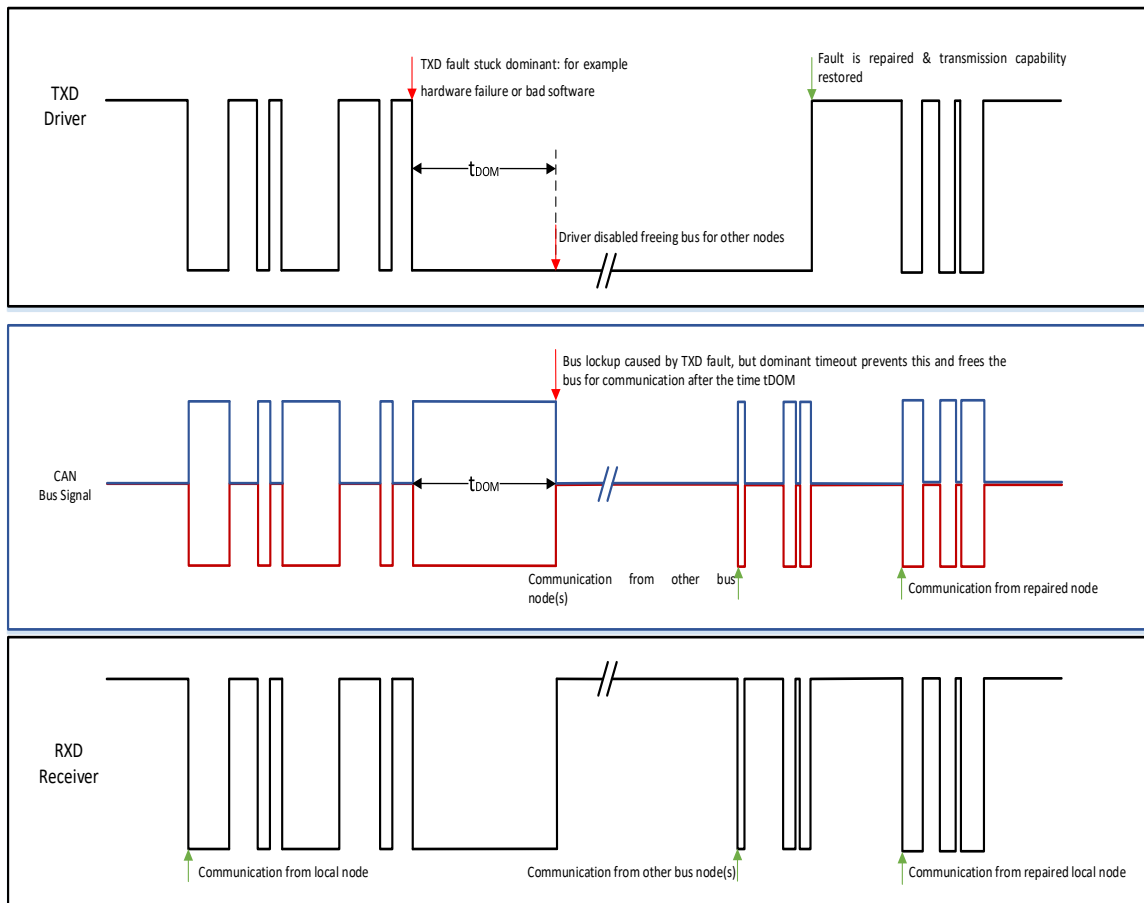 TXD fault stuck dominant: for example
hardware failure or bad software
Fault is repaired & transmission capability
restored
TXD
Driver
tDOM
Driver disabled freeing bus for other nodes
Bus lockup caused by TXD fault, but dominant timeout prevents this and frees the
bus for communication after the time tDOM
CAN
Bus Signal
tDOM
Communication from other bus
node(s)
Communication from repaired node
RXD
Receiver
Communication from local node
Communication from other bus node(s)
Communication from repaired local node